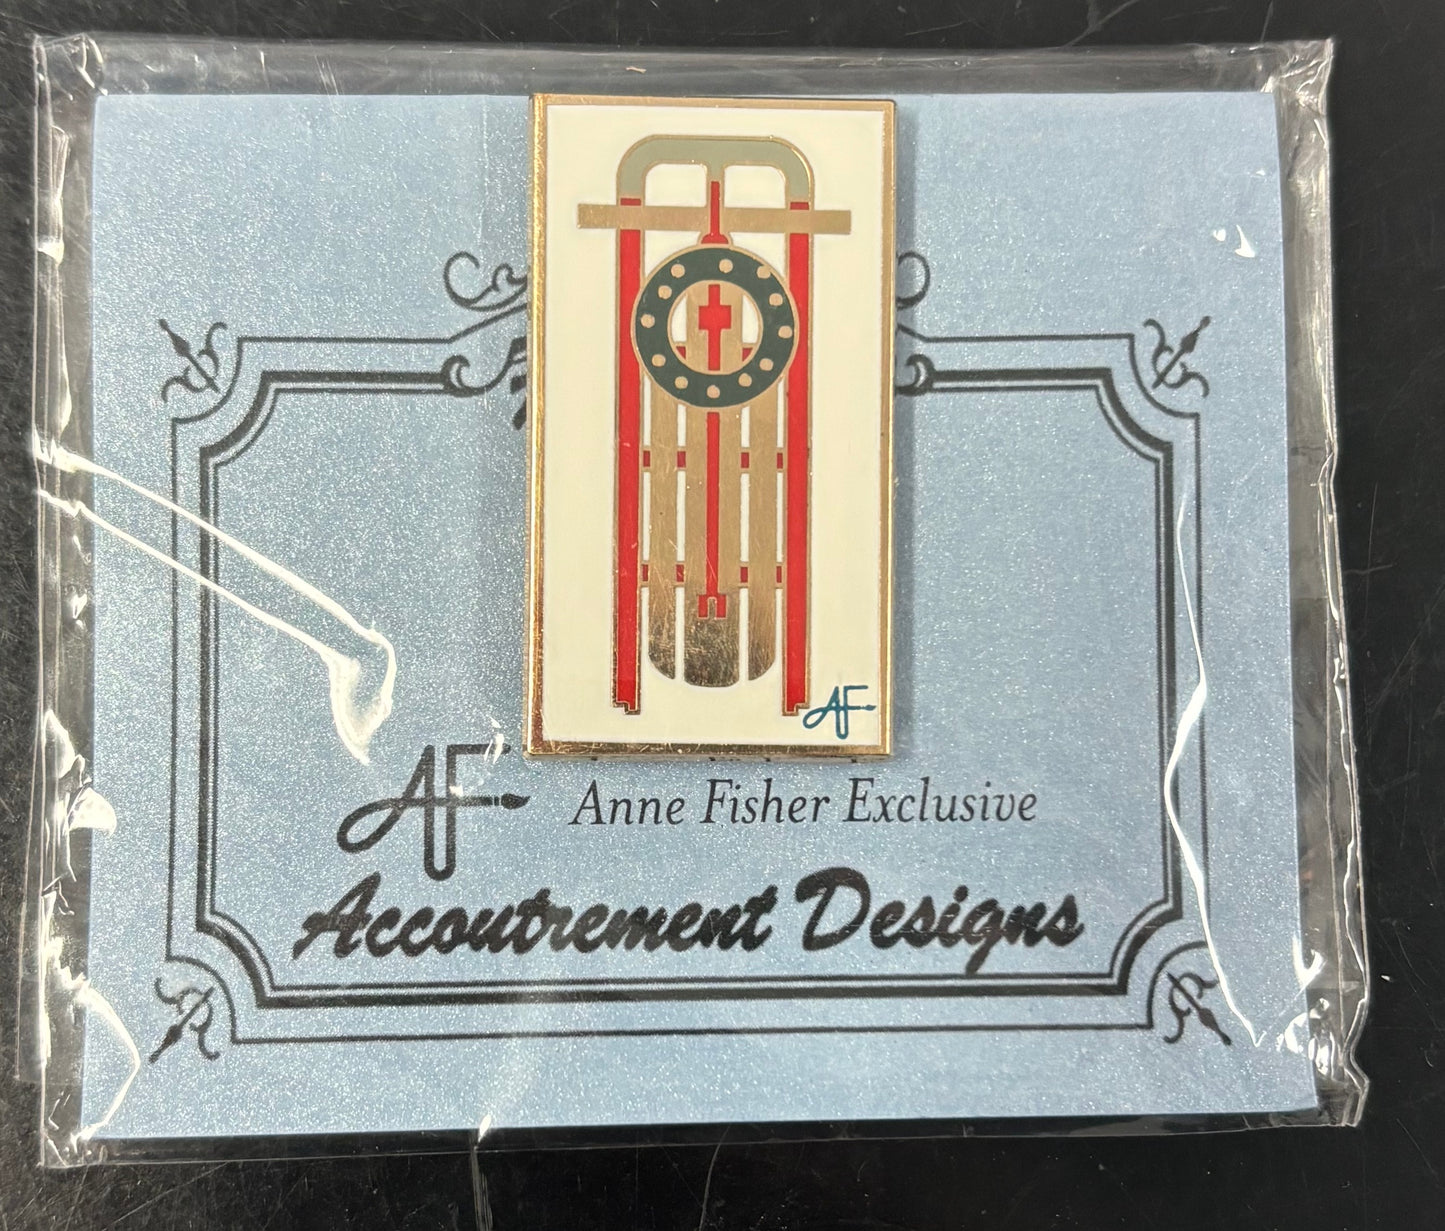 AF
AF Anne Fisher Exclusive
Accoutrement Designs